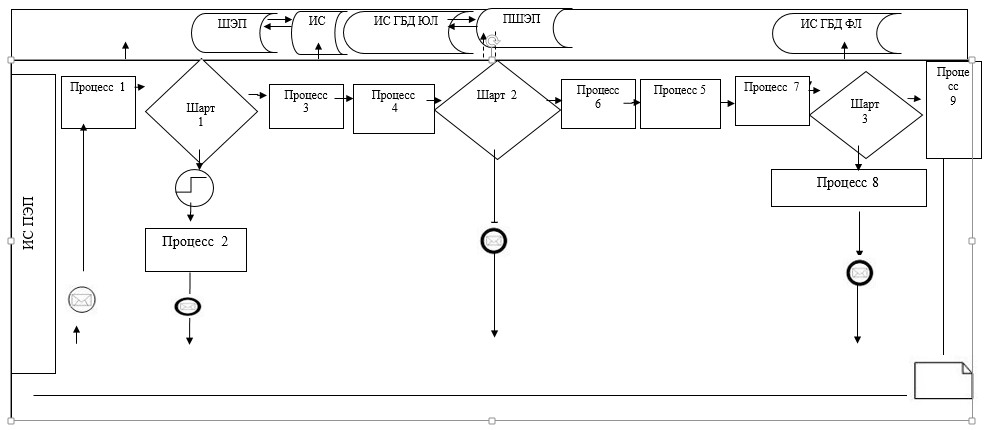 ШЭП
ИС
ИС ГБД ЮЛ
ПШЭП
ИС ГБД ФЛ
ИС ПЭП
Процесс 1
Шарт
1
Процесс
3
Процесс
4
Шарт 2
Процесс
6
Процесс 5
Процесс 7
Шарт
3
Проце
сс
9
Процесс 2
Процесс 8